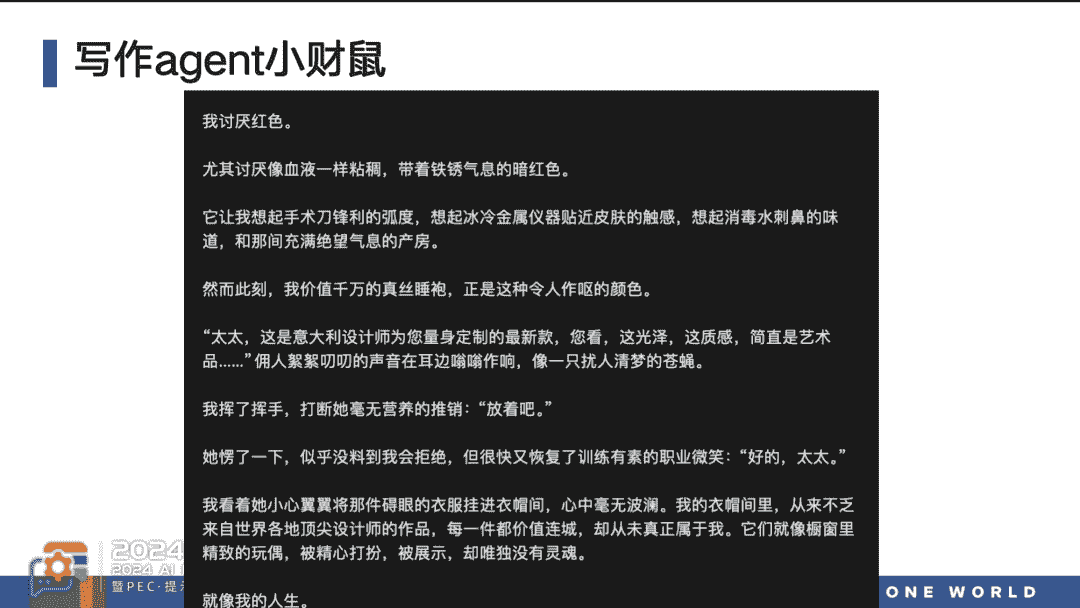 写作agent小财鼠
我讨厌红色。
尤其讨厌像血液一样粘稠，带着铁锈气息的暗红色。
它让我想起手术刀锋利的弧度，想起冰冷金属仪器贴近皮肤的触感，想起消毒水刺鼻的味
道，和那间充满绝望气息的产房。
然而此刻，我价值千万的真丝睡袍，正是这种令人作呕的颜色。
“太太，这是意大利设计师为您量身定制的最新款，您看，这光泽，这质感，简直是艺术
品……”佣人絮絮叨叨的声音在耳边嗡嗡作响，像一只扰人清梦的苍蝇。
我挥了挥手，打断她毫无营养的推销：“放着吧。”
她愣了一下，似乎没料到我会拒绝，但很快又恢复了训练有素的职业微笑：“好的，太太。”
我看着她小心翼翼将那件碍眼的衣服挂进衣帽间，心中毫无波澜。我的衣帽间里，从来不乏
来自世界各地顶尖设计师的作品，每一件都价值连城，却从未真正属于我。它们就像橱窗里
精致的玩偶，被精心打扮，被展示，却唯独没有灵魂。
就像我的人生。
2024
2024 AI
暨PEC·提示
ONE WORLD